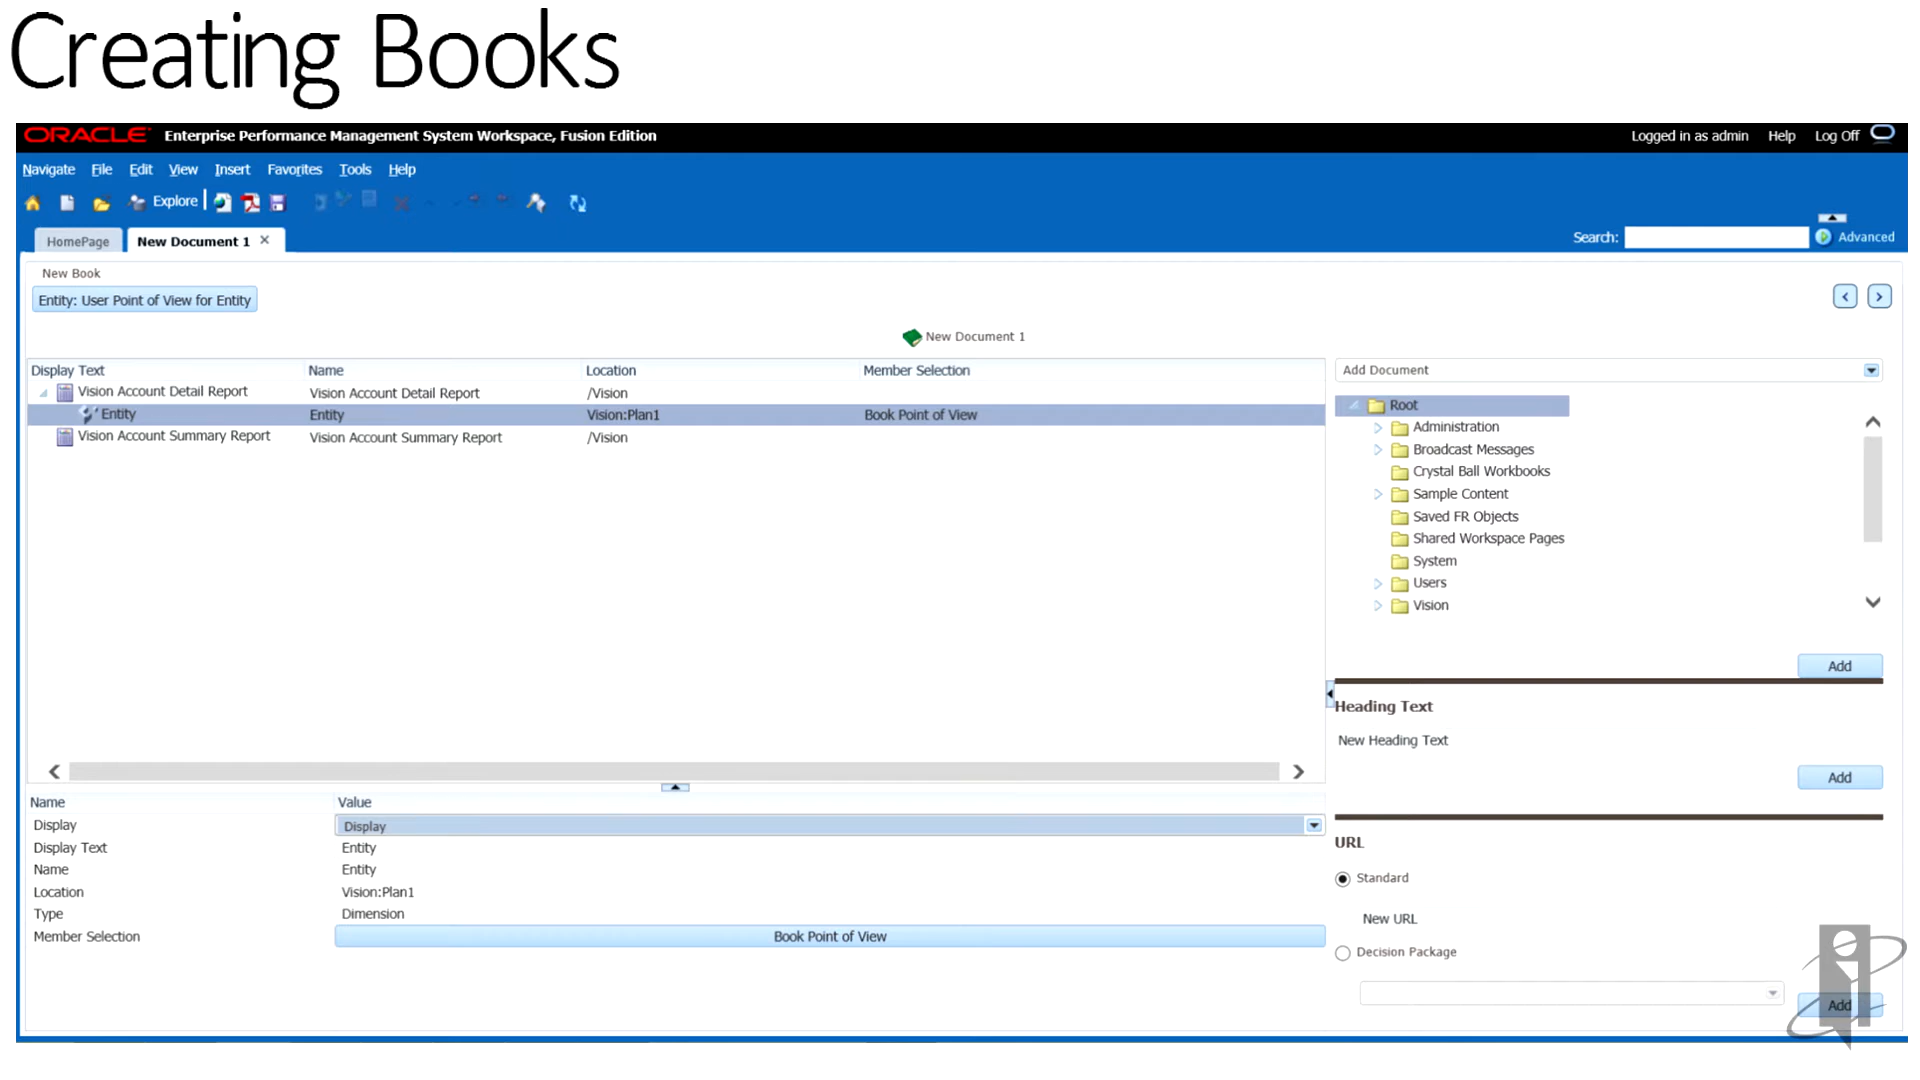 Creating Books
ORACLE Enterprise Performance Management System Workspace, Fusion Edition Logged in as admin Help Log Off
Navigate File Edit View Insert Favorites Tools Help
Explore
HomePage New Document 1 Search: Advanced
New Book
Entity: User Point of View for Entity
New Document 1
Display Text Name Location Member Selection
Vision Account Detail Report Vision Account Detail Report /Vision
Entity Entity Vision:Plan1 Book Point of View
Vision Account Summary Report Vision Account Summary Report /Vision
Name Value
Display Display
Display Text Entity
Name Entity
Location Vision:Plan1
Type Dimension
Member Selection Book Point of View
Add Document
Root
Administration
Broadcast Messages
Crystal Ball Workbooks
Sample Content
Saved FR Objects
Shared Workspace Pages
System
Users
Vision
Add
Heading Text
New Heading Text
Add
URL
Standard
New URL
Decision Package
Add